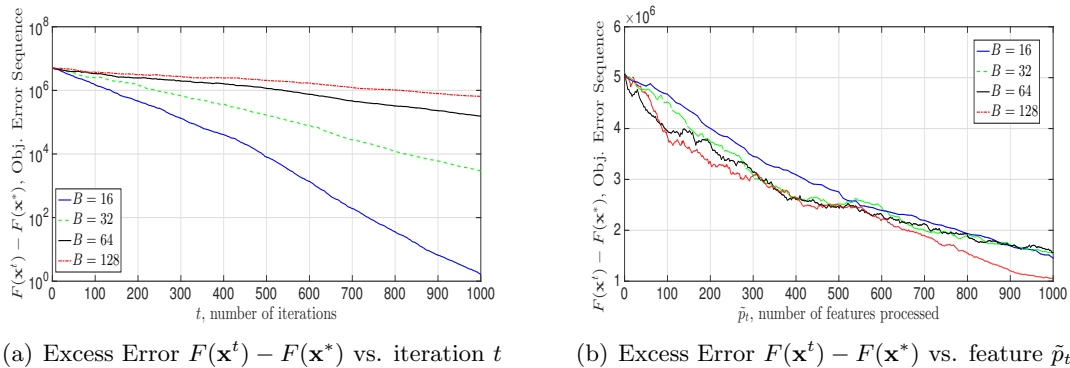 F(x^t) − F(x*), Obj. Error Sequence
10^8
10^6
10^4
10^2
10^0
B = 16
B = 32
B = 64
B = 128
0 100 200 300 400 500 600 700 800 900 1000
t, number of iterations
(a) Excess Error F(x^t) − F(x*) vs. iteration t
F(x^t) − F(x*), Obj. Error Sequence
×10^6
6
5
4
3
2
1
B = 16
B = 32
B = 64
B = 128
0 100 200 300 400 500 600 700 800 900 1000
p̃_t, number of features processed
(b) Excess Error F(x^t) − F(x*) vs. feature p̃_t